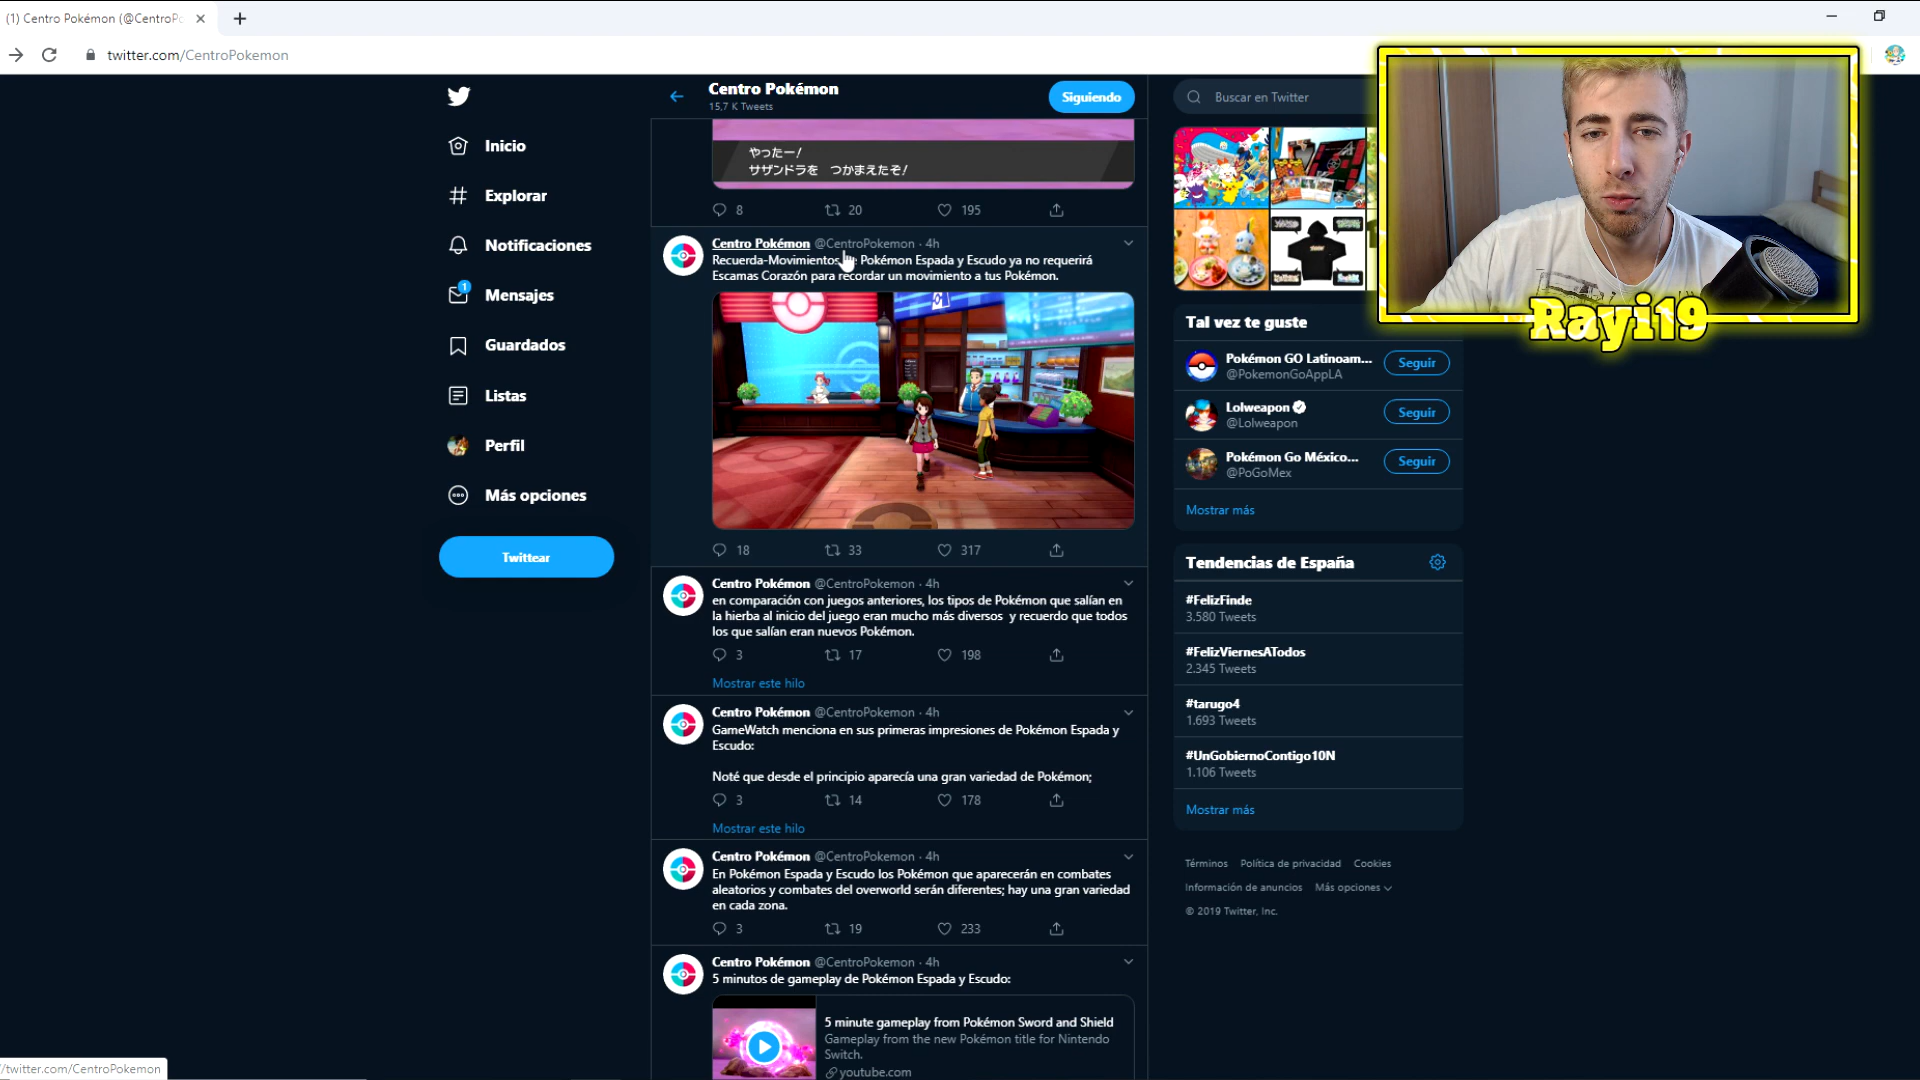 (1) Centro Pokémon (@CentroPo
twitter.com/CentroPokemon
Inicio
Explorar
Notificaciones
1
Mensajes
Guardados
Listas
Perfil
Más opciones
Twittear
Centro Pokémon
15,7 K Tweets
Siguiendo
やったー!
サザンドラを つかまえたぞ!
8 20 195
Centro Pokémon @CentroPokemon · 4h
Recuerda-Movimientos Pokémon Espada y Escudo ya no requerirá
Escamas Corazón para recordar un movimiento a tus Pokémon.
18 33 317
Centro Pokémon @CentroPokemon · 4h
en comparación con juegos anteriores, los tipos de Pokémon que salían en
la hierba al inicio del juego eran mucho más diversos y recuerdo que todos
los que salían eran nuevos Pokémon.
3 17 198
Mostrar este hilo
Centro Pokémon @CentroPokemon · 4h
GameWatch menciona en sus primeras impresiones de Pokémon Espada y
Escudo:
Noté que desde el principio aparecía una gran variedad de Pokémon;
3 14 178
Mostrar este hilo
Centro Pokémon @CentroPokemon · 4h
En Pokémon Espada y Escudo los Pokémon que aparecerán en combates
aleatorios y combates del overworld serán diferentes; hay una gran variedad
en cada zona.
3 19 233
Centro Pokémon @CentroPokemon · 4h
5 minutos de gameplay de Pokémon Espada y Escudo:
5 minute gameplay from Pokémon Sword and Shield
Gameplay from the new Pokémon title for Nintendo
Switch.
youtube.com
Buscar en Twitter
Rayi19
Tal vez te guste
Pokémon GO Latinoam...
@PokemonGoAppLA
Seguir
Lolweapon
@Lolweapon
Seguir
Pokémon Go México...
@PoGoMex
Seguir
Mostrar más
Tendencias de España
#FelizFinde
3.580 Tweets
#FelizViernesATodos
2.345 Tweets
#tarugo4
1.693 Tweets
#UnGobiernoContigo10N
1.106 Tweets
Mostrar más
Términos Política de privacidad Cookies
Información de anuncios Más opciones
© 2019 Twitter, Inc.
/twitter.com/CentroPokemon